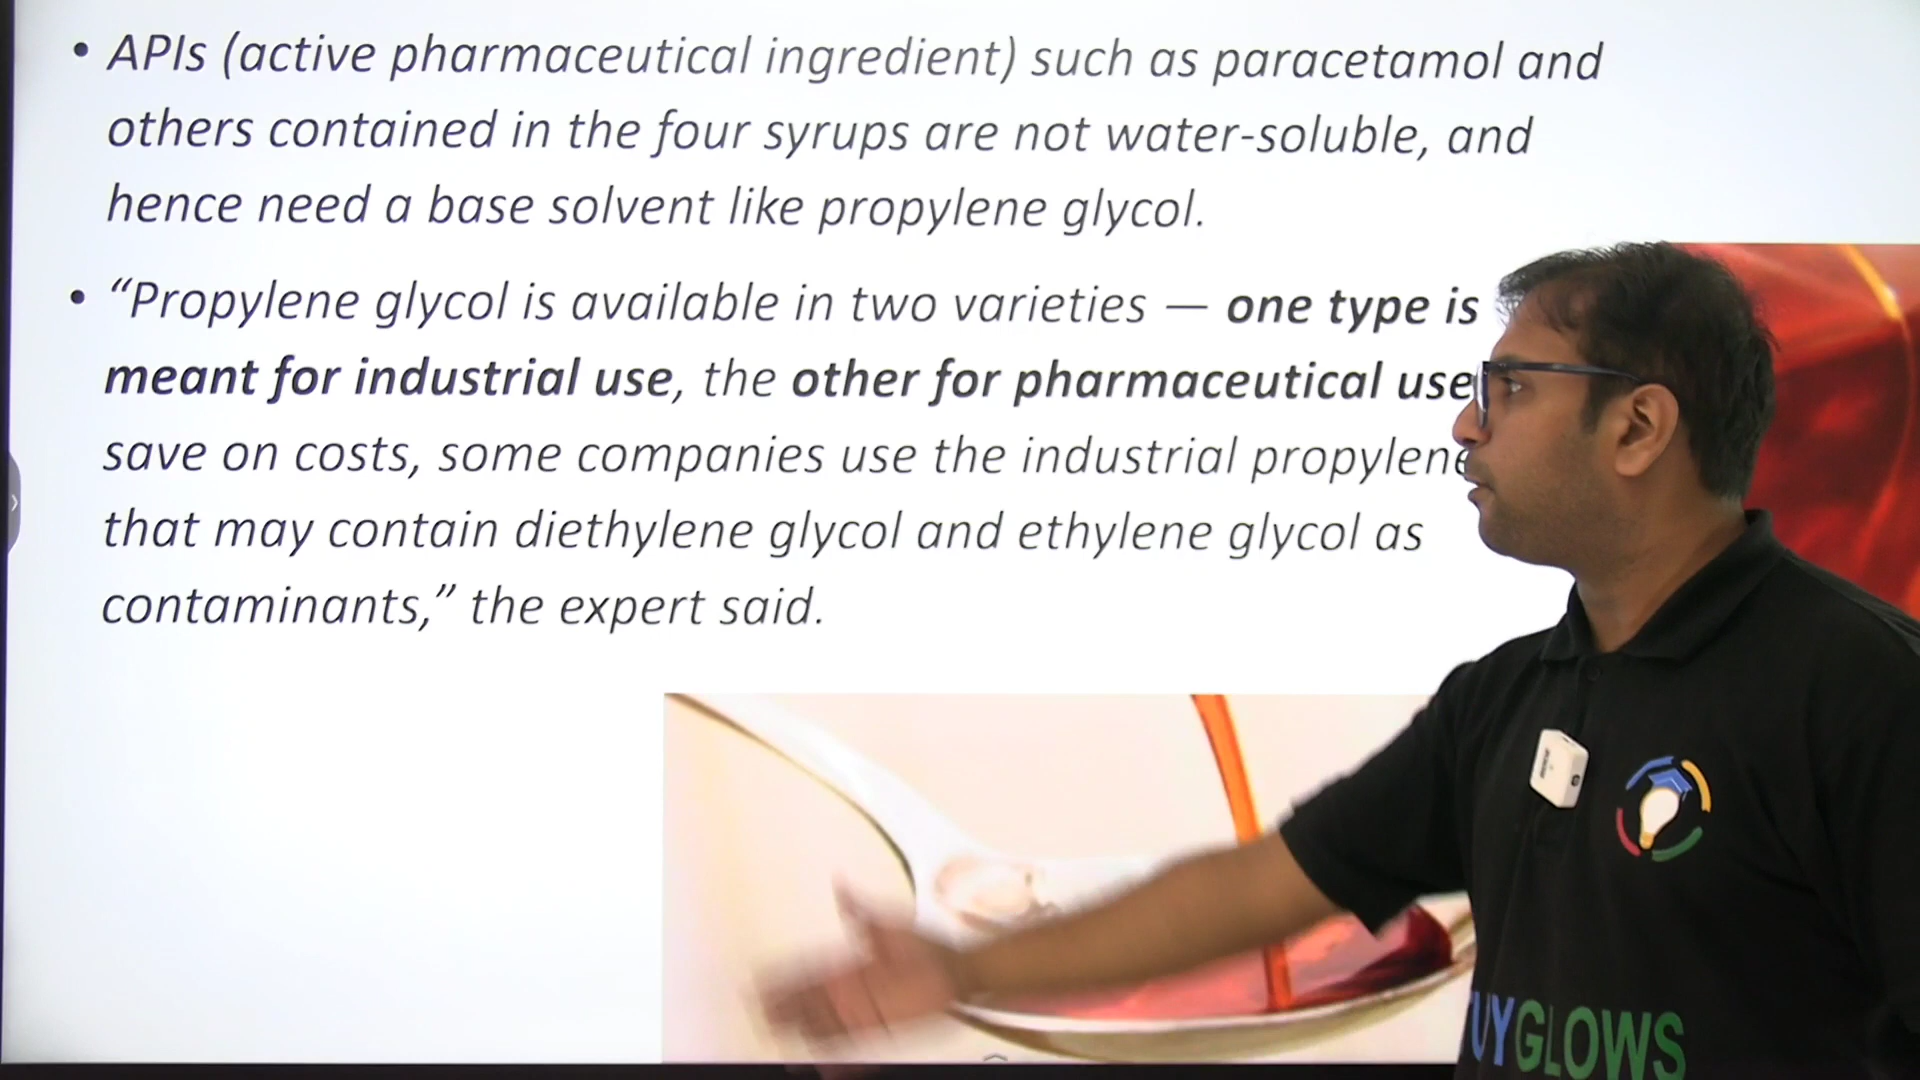 • APIs (active pharmaceutical ingredient) such as paracetamol and
others contained in the four syrups are not water-soluble, and
hence need a base solvent like propylene glycol.
• “Propylene glycol is available in two varieties — one type is
meant for industrial use, the other for pharmaceutical use
save on costs, some companies use the industrial propylene
that may contain diethylene glycol and ethylene glycol as
contaminants,” the expert said.
UYGLOWS